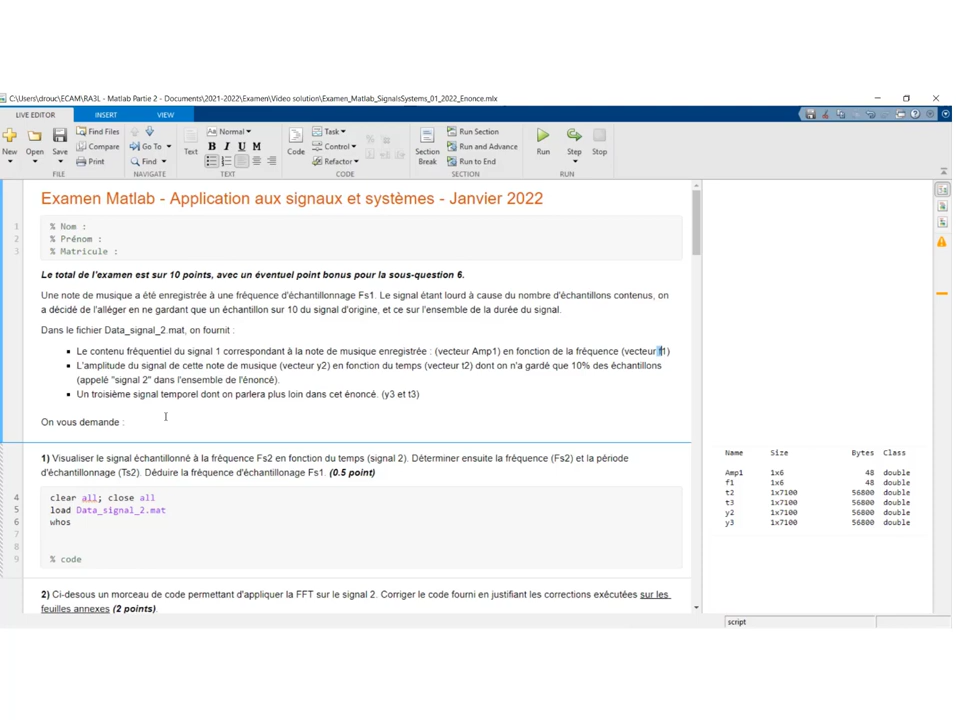 C:\Users\drouc\ECAM\RA3L - Matlab Partie 2 - Documents\2021-2022\Examen\Video solution\Examen_Matlab_SignalsSystems_01_2022_Enonce.mlx
LIVE EDITOR INSERT VIEW
New Open Save Find Files Compare Print
Go To Find
Text Normal B I U M
Code Task Control Refactor
Section Break Run Section Run and Advance Run to End
Run Step Stop
FILE NAVIGATE TEXT CODE SECTION RUN
Examen Matlab - Application aux signaux et systèmes - Janvier 2022
1 % Nom :
2 % Prénom :
3 % Matricule :
Le total de l'examen est sur 10 points, avec un éventuel point bonus pour la sous-question 6.
Une note de musique a été enregistrée à une fréquence d'échantillonnage Fs1. Le signal étant lourd à cause du nombre d'échantillons contenus, on
a décidé de l'alléger en ne gardant que un échantillon sur 10 du signal d'origine, et ce sur l'ensemble de la durée du signal.
Dans le fichier Data_signal_2.mat, on fournit :
Le contenu fréquentiel du signal 1 correspondant à la note de musique enregistrée : (vecteur Amp1) en fonction de la fréquence (vecteur f1)
L'amplitude du signal de cette note de musique (vecteur y2) en fonction du temps (vecteur t2) dont on n'a gardé que 10% des échantillons
(appelé "signal 2" dans l'ensemble de l'énoncé).
Un troisième signal temporel dont on parlera plus loin dans cet énoncé. (y3 et t3)
On vous demande :
1) Visualiser le signal échantillonné à la fréquence Fs2 en fonction du temps (signal 2). Déterminer ensuite la fréquence (Fs2) et la période
d'échantillonnage (Ts2). Déduire la fréquence d'échantillonage Fs1. (0.5 point)
4 clear all; close all
5 load Data_signal_2.mat
6 whos
7
8
9 % code
2) Ci-desous un morceau de code permettant d'appliquer la FFT sur le signal 2. Corriger le code fourni en justifiant les corrections exécutées sur les
feuilles annexes (2 points).
Name Size Bytes Class
Amp1 1x6 48 double
f1 1x6 48 double
t2 1x7100 56800 double
t3 1x7100 56800 double
y2 1x7100 56800 double
y3 1x7100 56800 double
script